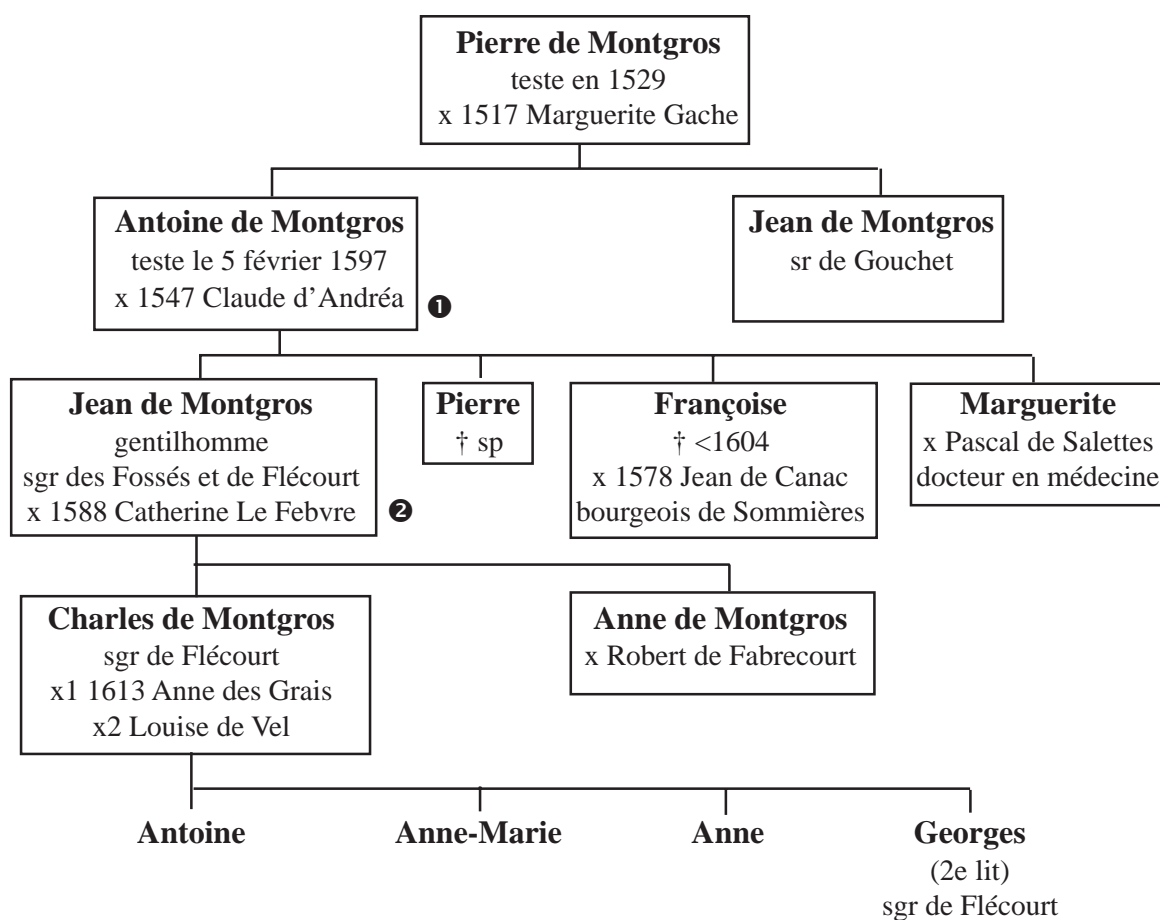 Pierre de Montgros
teste en 1529
x 1517 Marguerite Gache
Antoine de Montgros
teste le 5 février 1597
x 1547 Claude d’Andréa
❶
Jean de Montgros
sr de Gouchet
Jean de Montgros
gentilhomme
sgr des Fossés et de Flécourt
x 1588 Catherine Le Febvre
❷
Pierre
† sp
Françoise
† <1604
x 1578 Jean de Canac
bourgeois de Sommières
Marguerite
x Pascal de Salettes
docteur en médecine
Charles de Montgros
sgr de Flécourt
x1 1613 Anne des Grais
x2 Louise de Vel
Anne de Montgros
x Robert de Fabrecourt
Antoine
Anne-Marie
Anne
Georges
(2e lit)
sgr de Flécourt